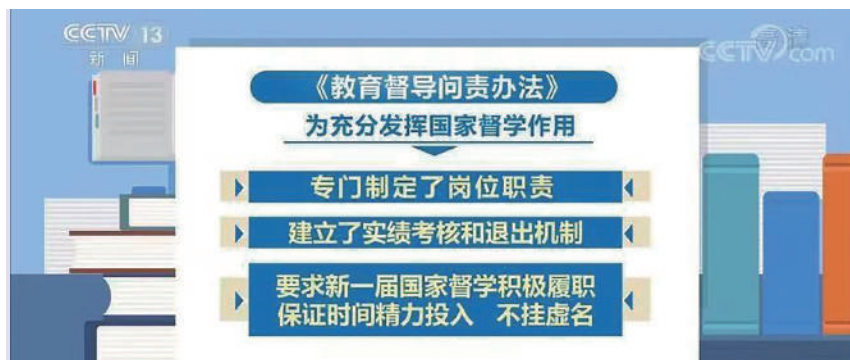 CCTV 13
新闻
高清
CCTV.com
《教育督导问责办法》
为充分发挥国家督学作用
专门制定了岗位职责
建立了实绩考核和退出机制
要求新一届国家督学积极履职
保证时间精力投入 不挂虚名